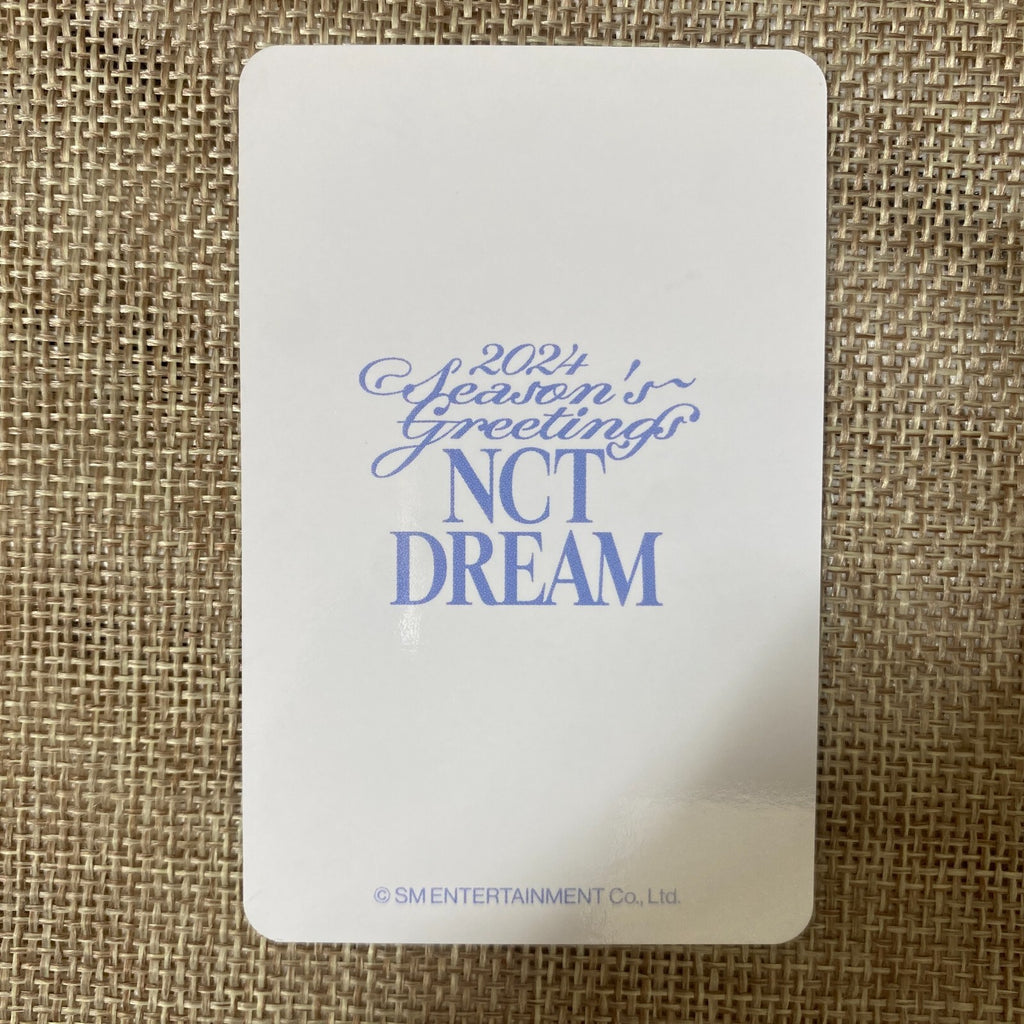 2024
Season's
Greetings
NCT
DREAM
© SM ENTERTAINMENT Co., Ltd.